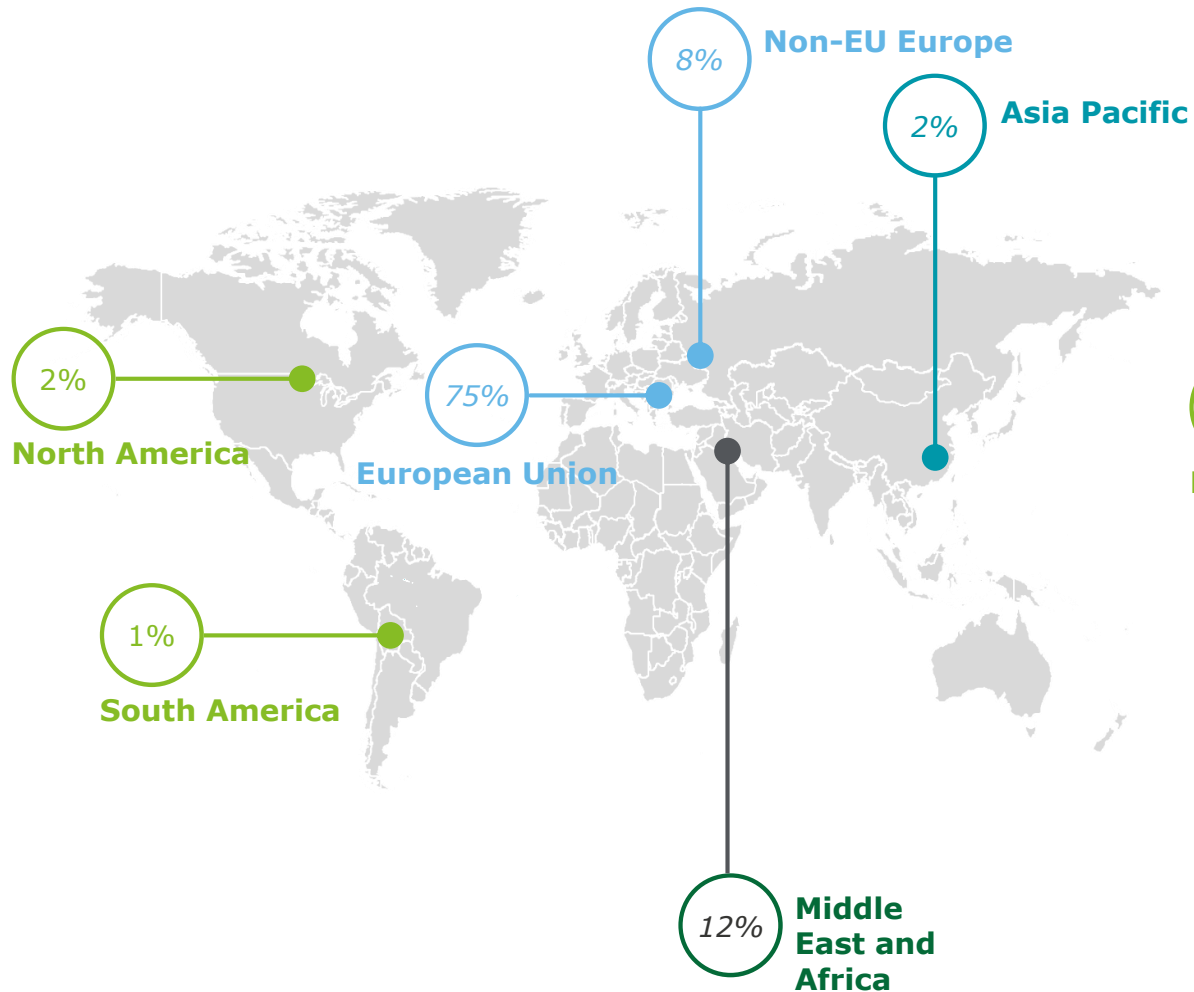 8%
Non-EU Europe
2%
Asia Pacific
2%
North America
75%
European Union
1%
South America
12%
Middle
East and
Africa